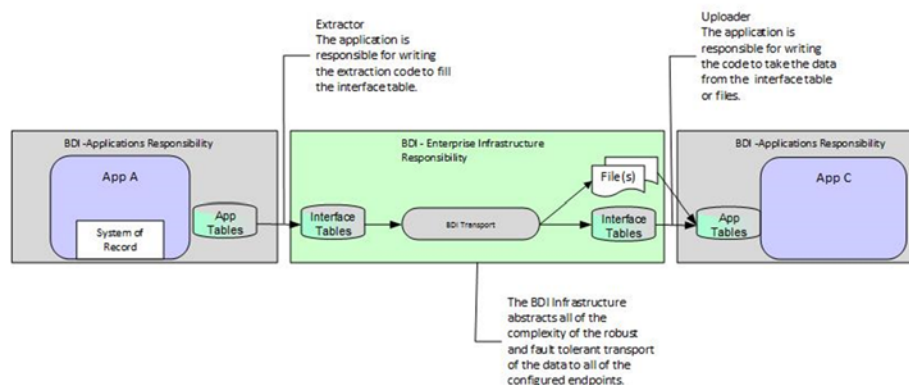 Extractor
The application is
responsible for writing
the extraction code to fill
the interface table.
Uploader
The application is
responsible for writing
the code to take the data
from the interface table
or files.
BDI -Applications Responsibility
App A
System of
Record
App
Tables
BDI - Enterprise Infrastructure
Responsibility
Interface
Tables
BDI Transport
File(s)
Interface
Tables
BDI -Applications Responsibility
App
Tables
App C
The BDI Infrastructure
abstracts all of the
complexity of the robust
and fault tolerant transport
of the data to all of the
configured endpoints.